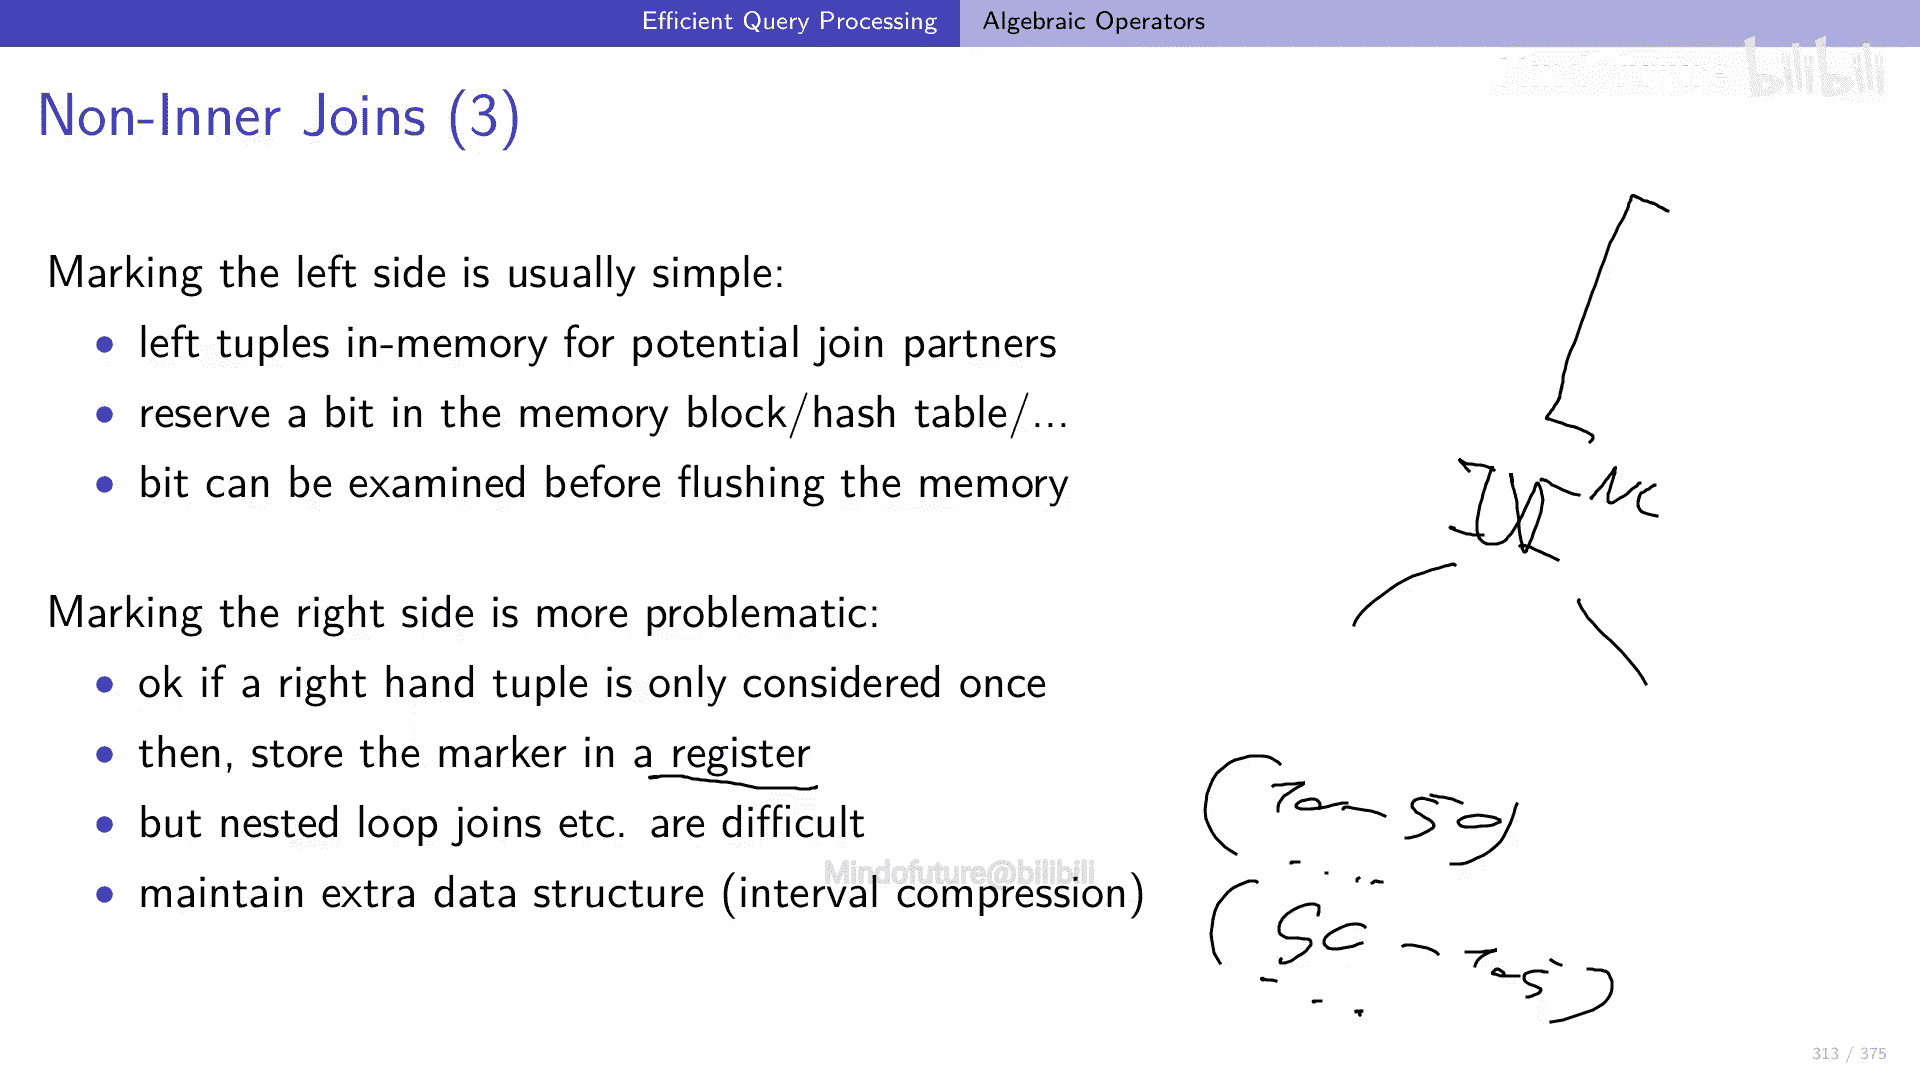 Efficient Query Processing
Algebraic Operators
bilibili
Non-Inner Joins (3)
Marking the left side is usually simple:
• left tuples in-memory for potential join partners
• reserve a bit in the memory block/hash table/...
• bit can be examined before flushing the memory
Marking the right side is more problematic:
• ok if a right hand tuple is only considered once
• then, store the marker in a register
• but nested loop joins etc. are difficult
Mindofuture@bilibili
• maintain extra data structure (interval compression)
313 / 375